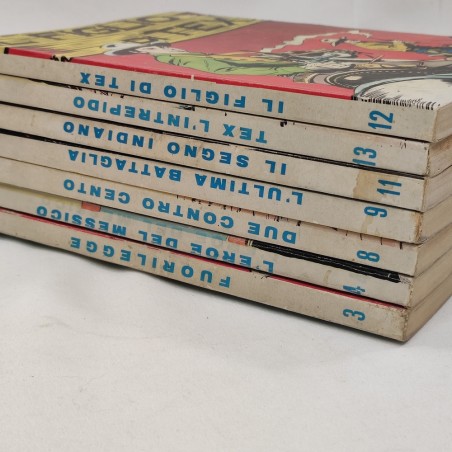 IL FIGLIO DI TEX 12
TEX L'INTREPIDO 13
IL SEGNO INDIANO 11
L'ULTIMA BATTAGLIA 9
DUE CONTRO CENTO 8
L'EROE DEL MESSICO 4
FUORILEGGE 3